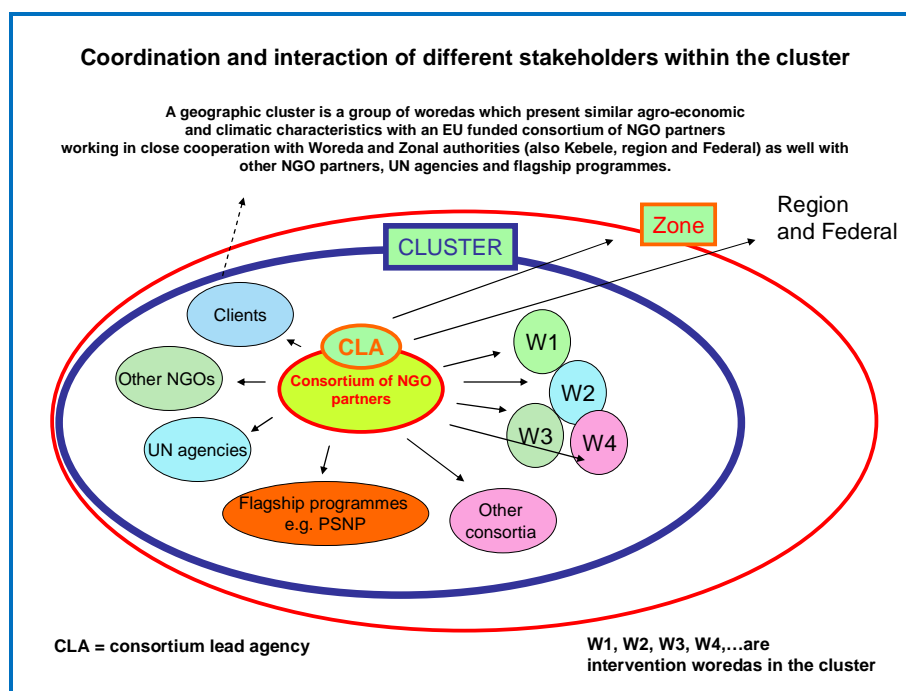 Coordination and interaction of different stakeholders within the cluster
A geographic cluster is a group of woredas which present similar agro-economic
and climatic characteristics with an EU funded consortium of NGO partners
working in close cooperation with Woreda and Zonal authorities (also Kebele, region and Federal) as well with
other NGO partners, UN agencies and flagship programmes.
Region
and Federal
Zone
CLUSTER
Clients
CLA
Consortium of NGO
partners
Other NGOs
UN agencies
Flagship programmes
e.g. PSNP
Other
consortia
W1
W2
W3
W4
CLA = consortium lead agency
W1, W2, W3, W4,...are
intervention woredas in the cluster